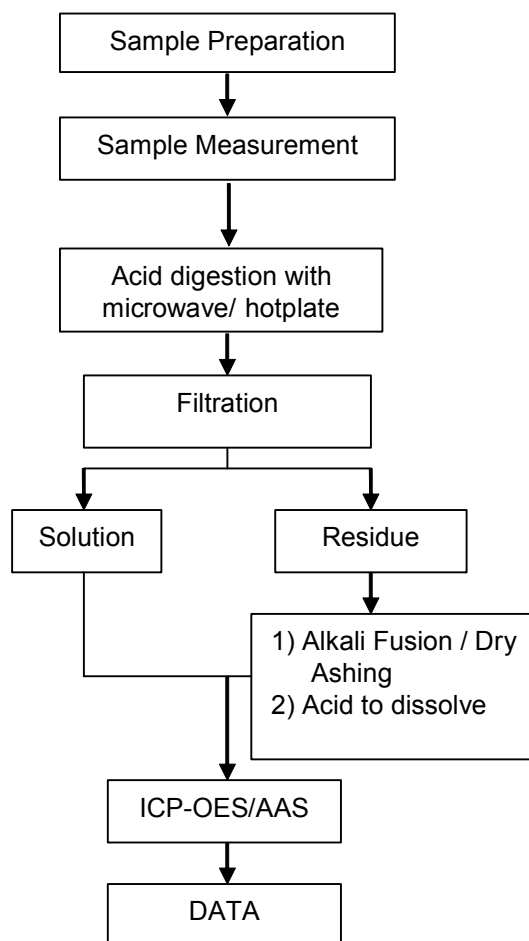 Sample Preparation
Sample Measurement
Acid digestion with
microwave/ hotplate
Filtration
Solution
Residue
1) Alkali Fusion / Dry
Ashing
2) Acid to dissolve
ICP-OES/AAS
DATA